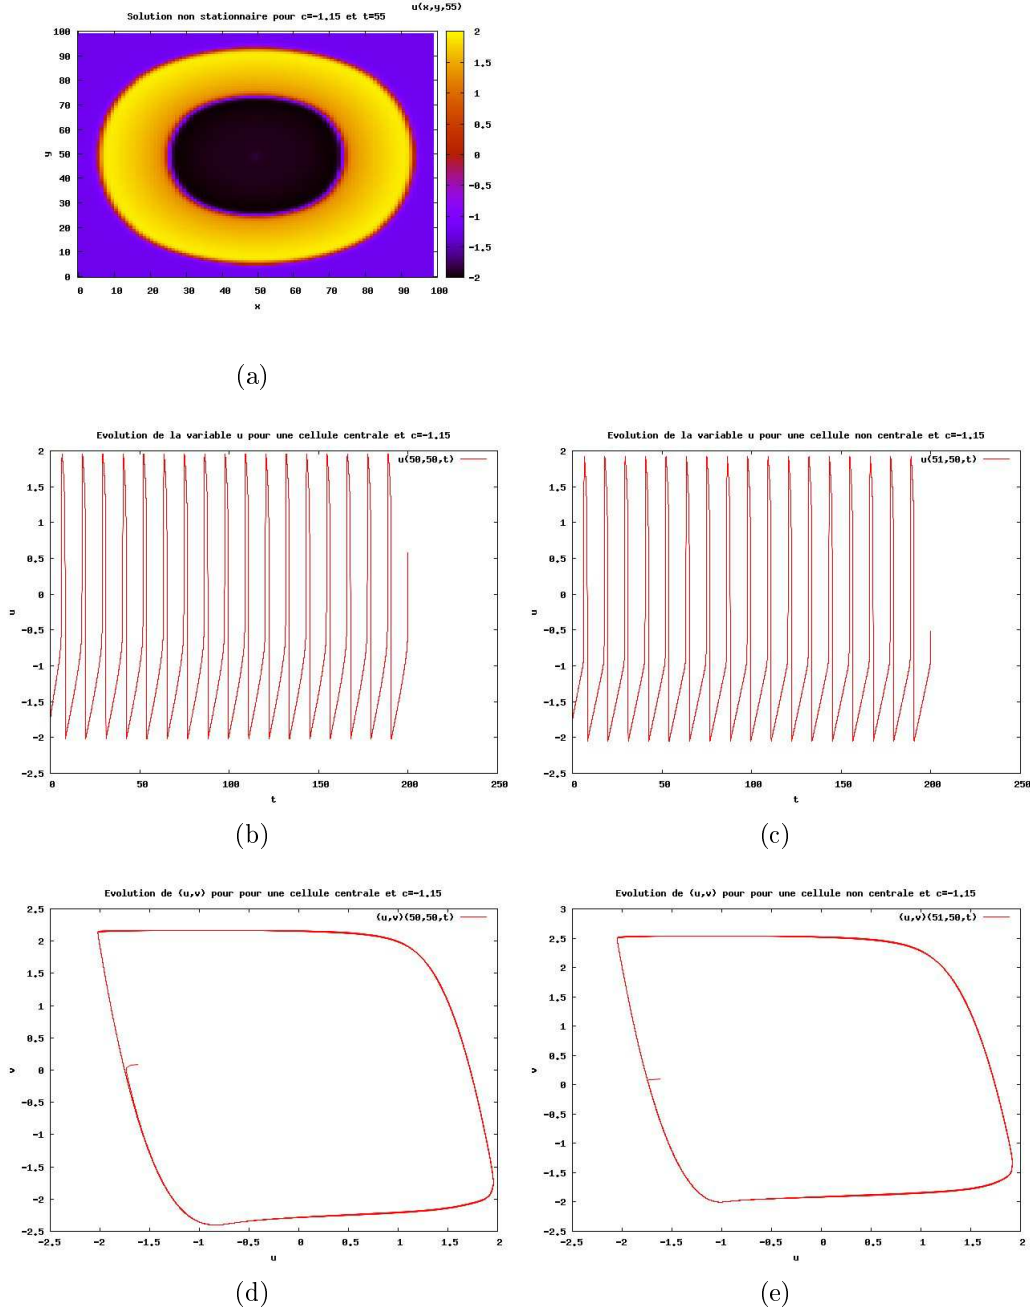 u(x,y,55)
Solution non stationnaire pour c=-1.15 et t=55
100
90
80
70
60
50
40
30
20
10
0
y
0 10 20 30 40 50 60 70 80 90 100
x
2
1.5
1
0.5
0
-0.5
-1
-1.5
-2
(a)
Evolution de la variable u pour une cellule centrale et c=-1.15
u(50,50,t)
2
1.5
1
0.5
0
-0.5
-1
-1.5
-2
-2.5
u
0 50 100 150 200 250
t
(b)
Evolution de la variable u pour une cellule non centrale et c=-1.15
u(51,50,t)
2
1.5
1
0.5
0
-0.5
-1
-1.5
-2
-2.5
u
0 50 100 150 200 250
t
(c)
Evolution de (u,v) pour pour une cellule centrale et c=-1.15
(u,v)(50,50,t)
2.5
2
1.5
1
0.5
0
-0.5
-1
-1.5
-2
-2.5
v
-2.5 -2 -1.5 -1 -0.5 0 0.5 1 1.5 2
u
(d)
Evolution de (u,v) pour pour une cellule non centrale et c=-1.15
(u,v)(51,50,t)
3
2.5
2
1.5
1
0.5
0
-0.5
-1
-1.5
-2
-2.5
v
-2.5 -2 -1.5 -1 -0.5 0 0.5 1 1.5 2
u
(e)